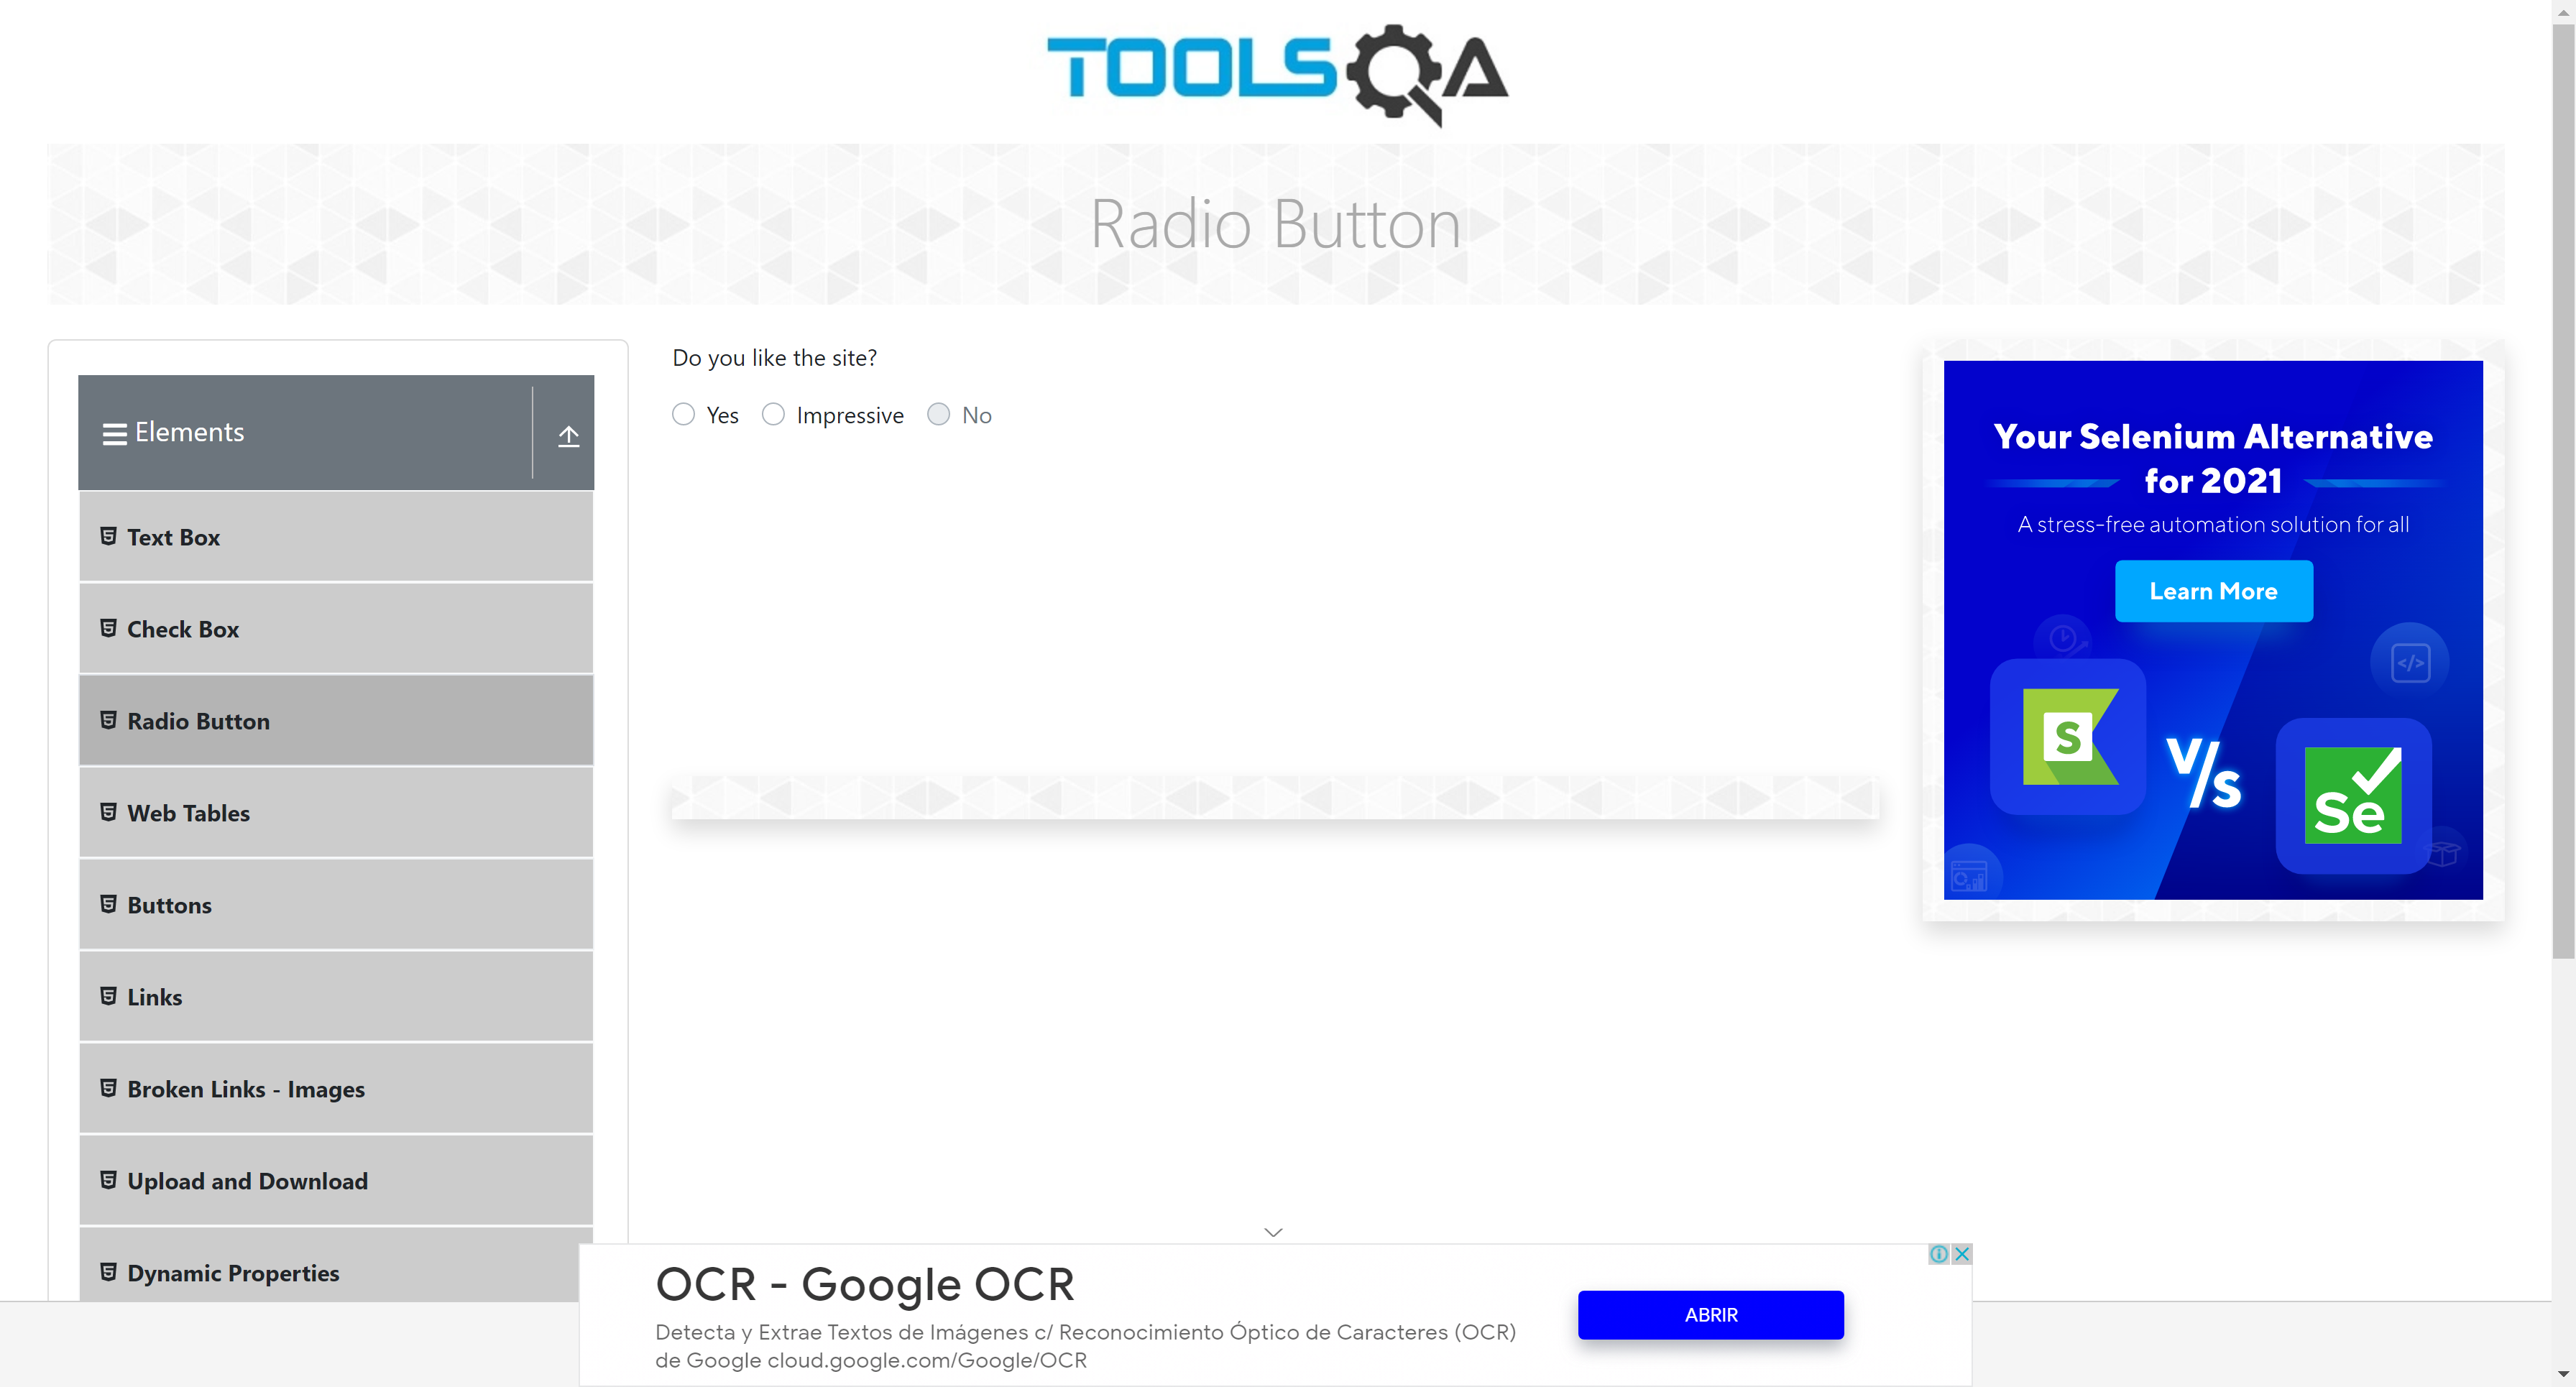 TOOLSQA
Radio Button
Elements
Text Box
Check Box
Radio Button
Web Tables
Buttons
Links
Broken Links - Images
Upload and Download
Dynamic Properties
Do you like the site?
Yes
Impressive
No
Your Selenium Alternative
for 2021
A stress-free automation solution for all
Learn More
</>
S
V/s
Se
OCR - Google OCR
Detecta y Extrae Textos de Imágenes c/ Reconocimiento Óptico de Caracteres (OCR)
de Google cloud.google.com/Google/OCR
ABRIR